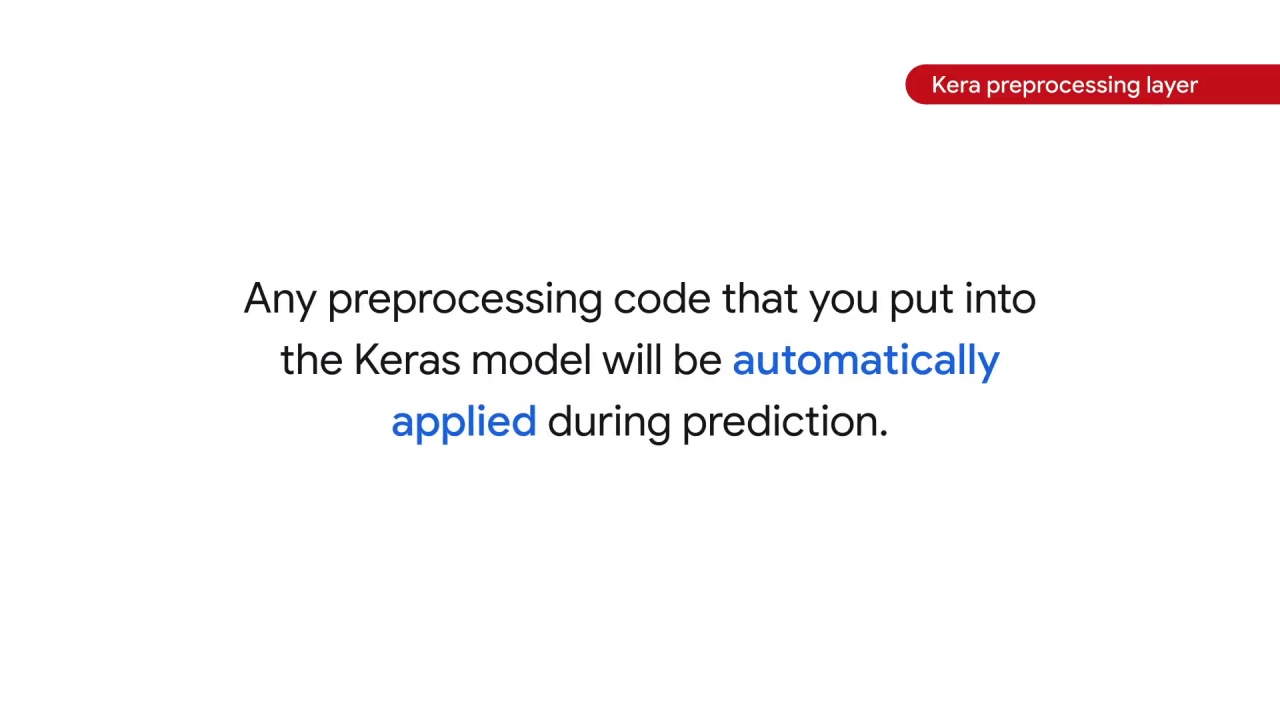 Kera preprocessing layer
Any preprocessing code that you put into
the Keras model will be automatically
applied during prediction.